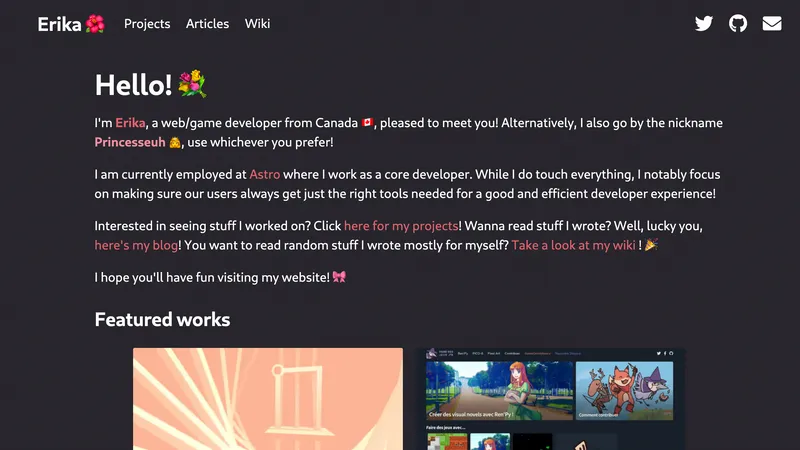 Erika 🌺 Projects Articles Wiki
Hello! 💐
I'm Erika, a web/game developer from Canada 🇨🇦, pleased to meet you! Alternatively, I also go by the nickname
Princesseuh 👸, use whichever you prefer!
I am currently employed at Astro where I work as a core developer. While I do touch everything, I notably focus
on making sure our users always get just the right tools needed for a good and efficient developer experience!
Interested in seeing stuff I worked on? Click here for my projects! Wanna read stuff I wrote? Well, lucky you,
here's my blog! You want to read random stuff I wrote mostly for myself? Take a look at my wiki ! 🎉
I hope you'll have fun visiting my website! 🎀
Featured works
Créer des visual novels avec Ren'Py !
Comment contribuer
Faire des jeux avec...